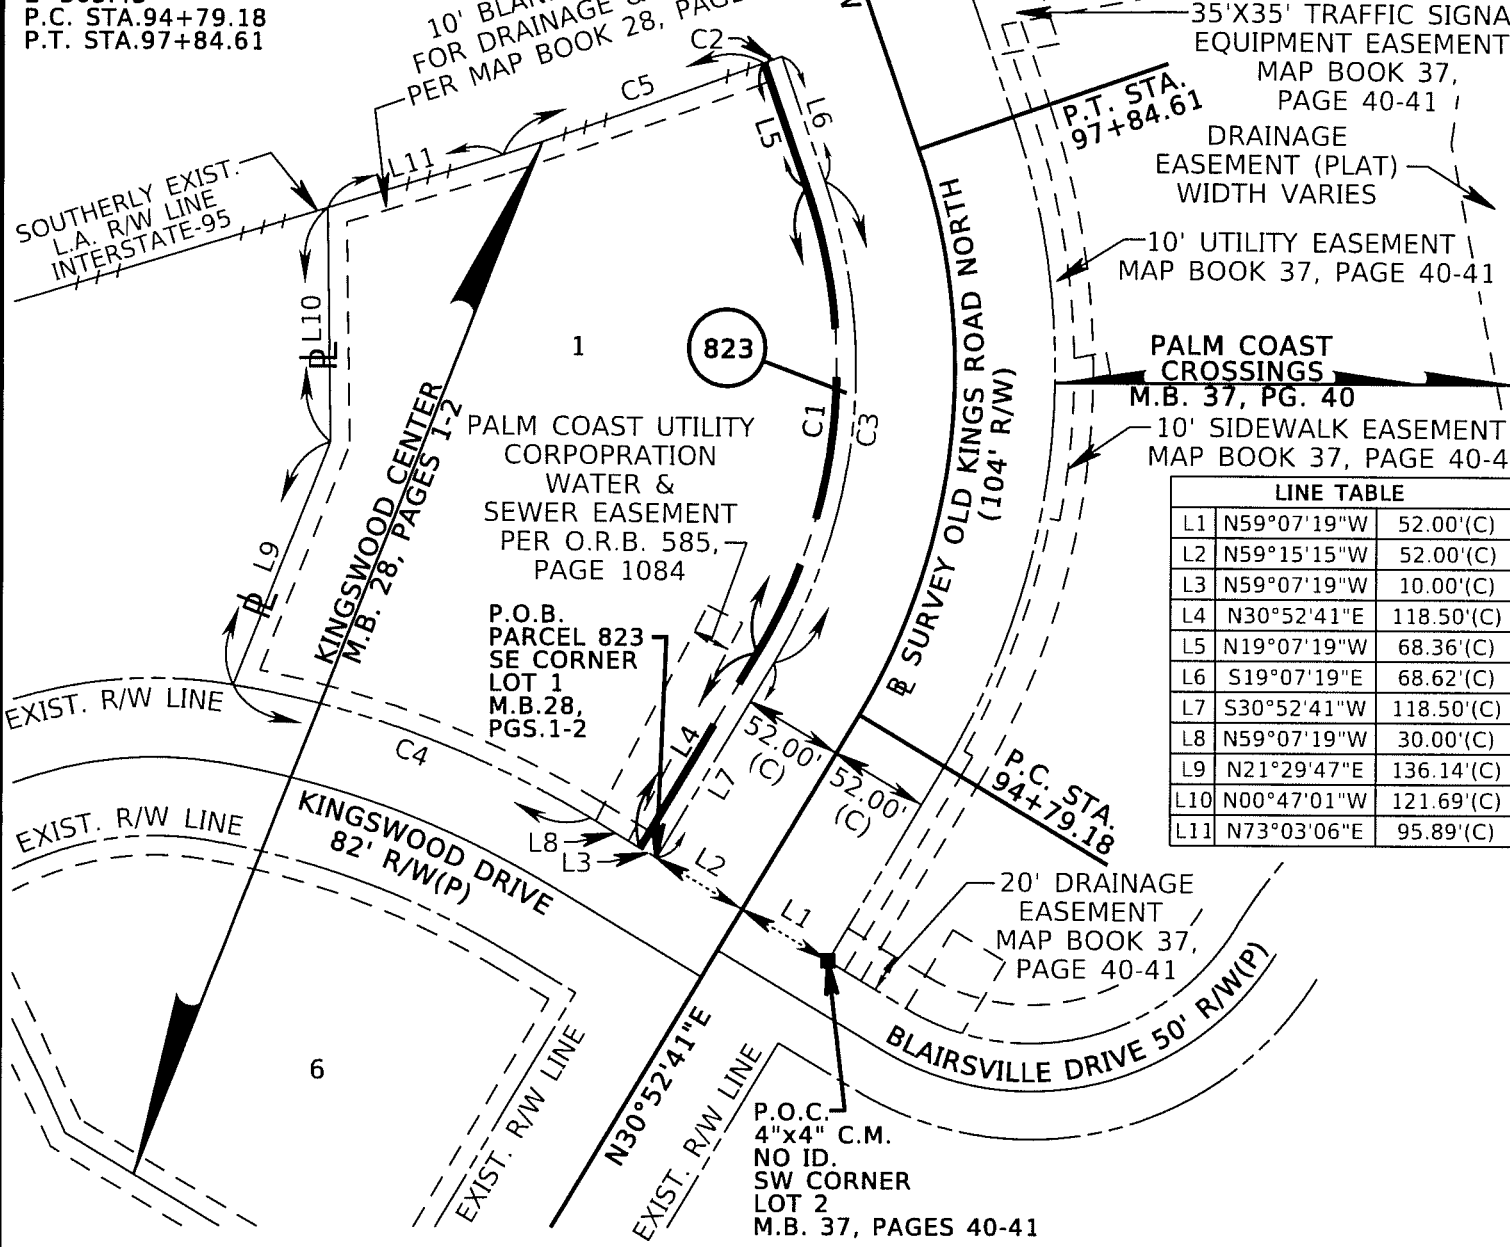 P.C. STA.94+79.18
P.T. STA.97+84.61
FOR DRAINAGE
PER MAP BOOK 28,
C2
C5
L5
L6
L11
SOUTHERLY EXIST.
L.A. R/W LINE
INTERSTATE-95
L10
PL
1
823
C1
C3
KINGSWOOD CENTER
M.B. 28, PAGES 1-2
PALM COAST UTILITY
CORPOPRATION
WATER &
SEWER EASEMENT
PER O.R.B. 585,
PAGE 1084
L9
PL
P.O.B.
PARCEL 823
SE CORNER
LOT 1
M.B.28,
PGS.1-2
EXIST. R/W LINE
C4
L4
L7
52.00'
(C)
52.00'
(C)
L8
L3
L2
L1
EXIST. R/W LINE
KINGSWOOD DRIVE
82' R/W(P)
6
EXIST. R/W LINE
N30°52'41"E
EXIST. R/W LINE
BL SURVEY OLD KINGS ROAD NORTH
(104' R/W)
35'X35' TRAFFIC
EQUIPMENT EASEMENT
MAP BOOK 37,
PAGE 40-41
P.T. STA.
97+84.61
DRAINAGE
EASEMENT (PLAT)
WIDTH VARIES
10' UTILITY EASEMENT
MAP BOOK 37, PAGE 40-41
PALM COAST
CROSSINGS
M.B. 37, PG. 40
10' SIDEWALK EASEMENT
MAP BOOK 37, PAGE 40-4
LINE TABLE
L1 N59°07'19"W 52.00'(C)
L2 N59°15'15"W 52.00'(C)
L3 N59°07'19"W 10.00'(C)
L4 N30°52'41"E 118.50'(C)
L5 N19°07'19"W 68.36'(C)
L6 S19°07'19"E 68.62'(C)
L7 S30°52'41"W 118.50'(C)
L8 N59°07'19"W 30.00'(C)
L9 N21°29'47"E 136.14'(C)
L10 N00°47'01"W 121.69'(C)
L11 N73°03'06"E 95.89'(C)
P.C. STA.
94+79.18
20' DRAINAGE
EASEMENT
MAP BOOK 37,
PAGE 40-41
BLAIRSVILLE DRIVE 50' R/W(P)
P.O.C.
4"x4" C.M.
NO ID.
SW CORNER
LOT 2
M.B. 37, PAGES 40-41